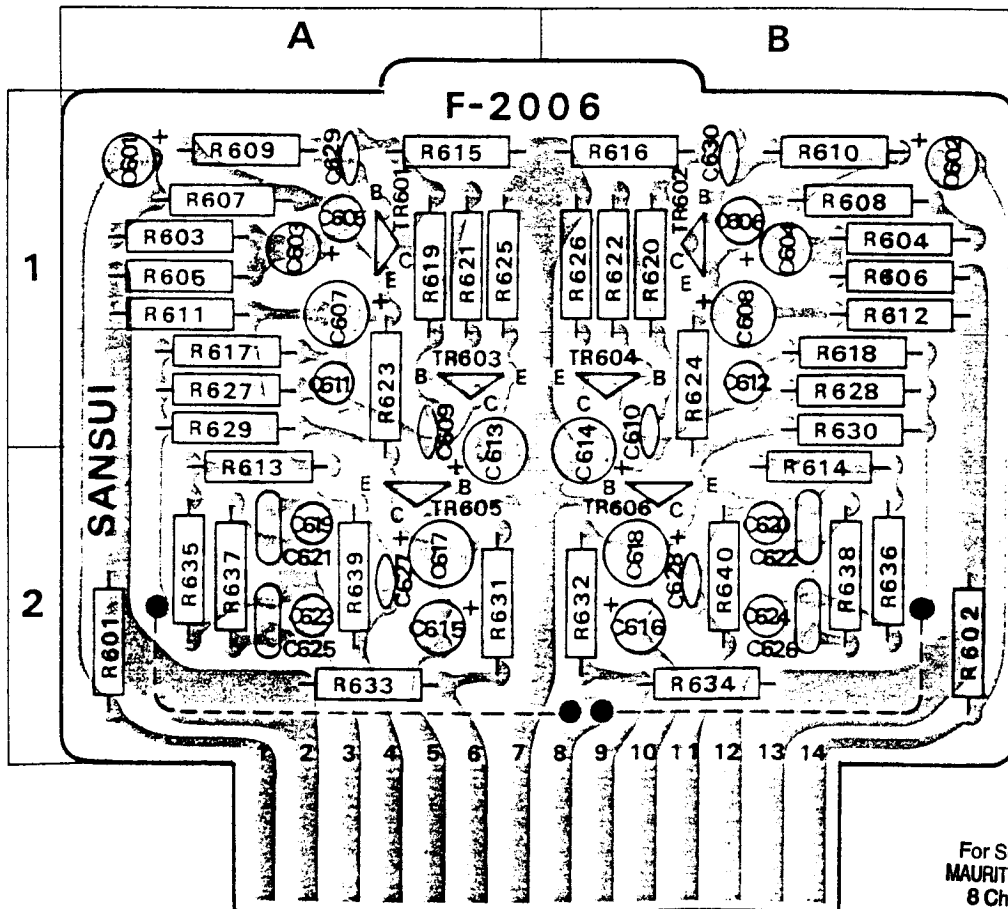 A B
F-2006
1
2
SANSUI
C601 + R609 C629 R615 R616 C630 R610 + C602
R607 C605 B TR601 TR602 B C606 R608
R603 C603 + C E R619 R621 R625 R626 R622 R620 C E + C604 R604
R605 R606
R611 C607 + + C608 R612
R617 R623 TR603 TR604 R624 R618
R627 C611 B E E B C612 R628
R629 C609 C C613 C614 C C610 R630
R613 E + B B + E R614
C TR605 TR606 C
R635 R637 C619 C621 R639 C627 + C617 R631 R632 C618 + C628 R640 C620 C622 R638 R636
R601 C623 C625 C615 + + C616 C624 C626 R602
R633 R634
1 2 3 4 5 6 7 8 9 10 11 12 13 14
For S
MAURIT
8 Ch